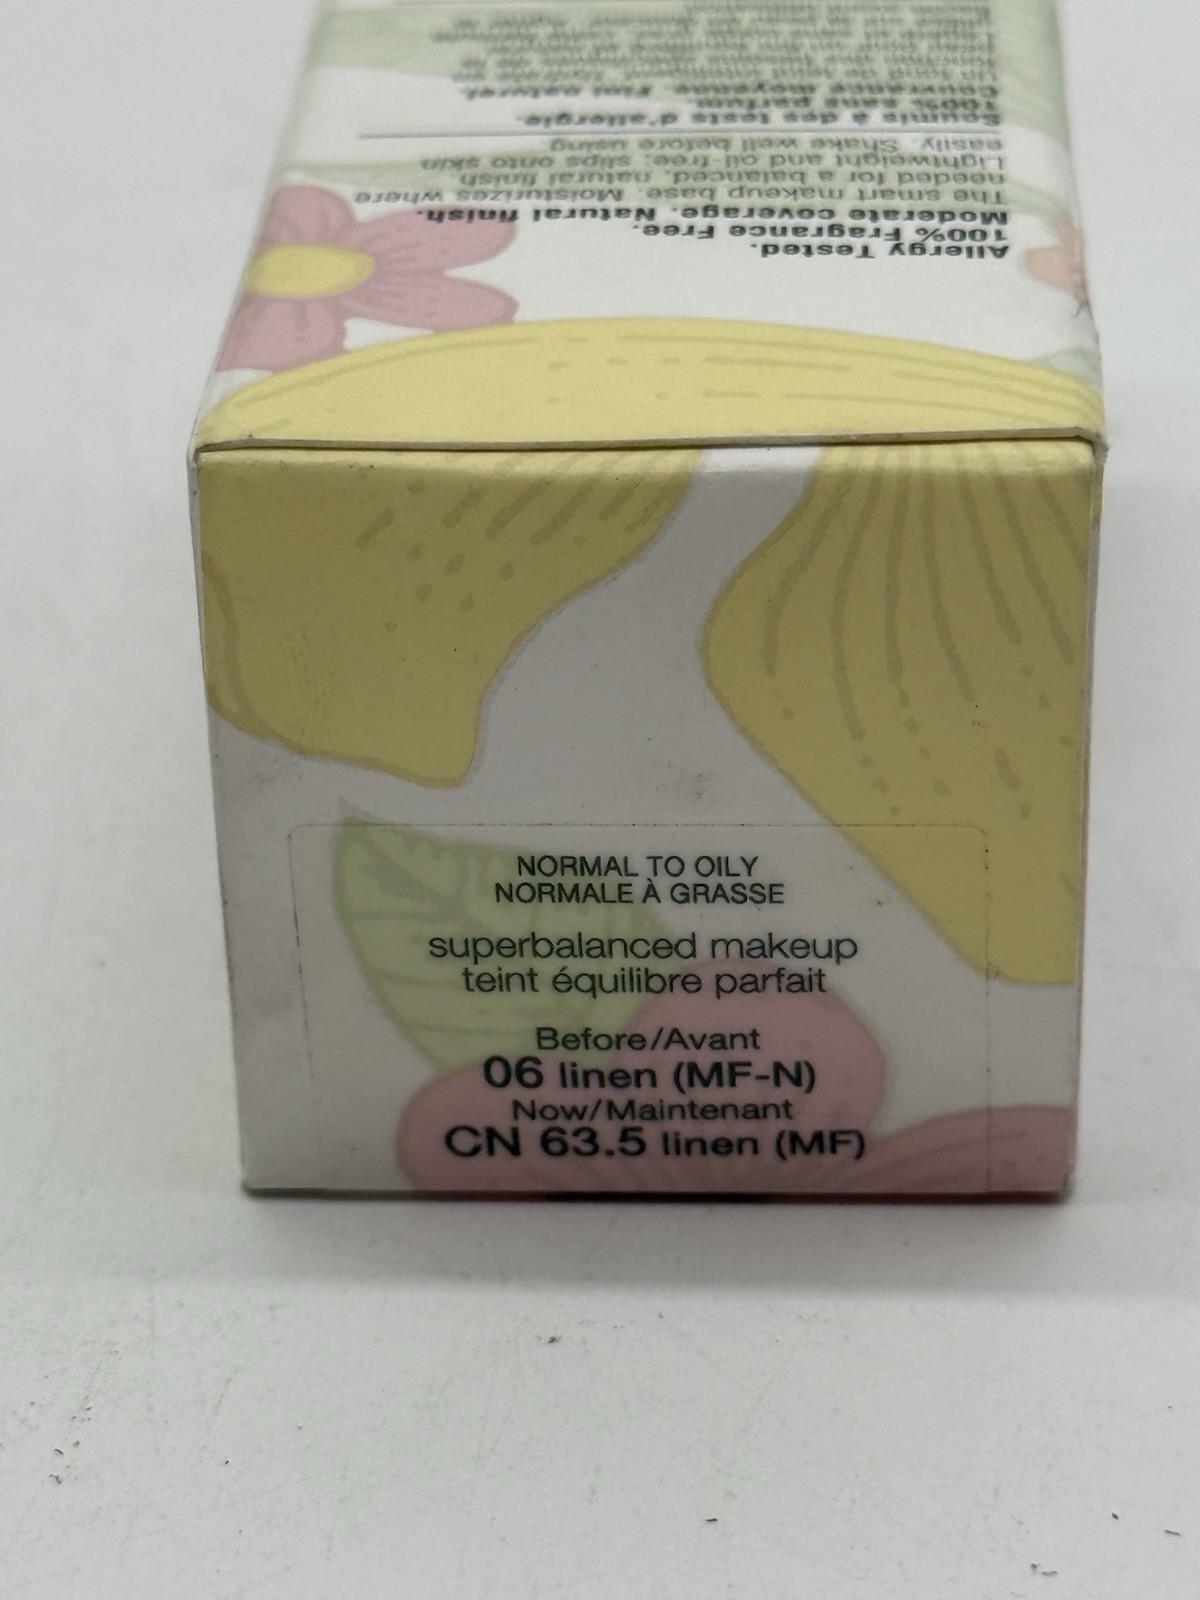 NORMAL TO OILY
NORMALE À GRASSE
superbalanced makeup
teint équilibre parfait
Before/Avant
06 linen (MF-N)
Now/Maintenant
CN 63.5 linen (MF)
Allergy Tested.
100% Fragrance Free.
Moderate coverage. Natural finish.
The smart makeup base. Moisturizes where
needed for a balanced, natural finish.
Lightweight and oil-free; slips onto skin
easily. Shake well before using.
Soumis à des tests d'allergie.
100% sans parfum.
Couvrance moyenne. Fini naturel.